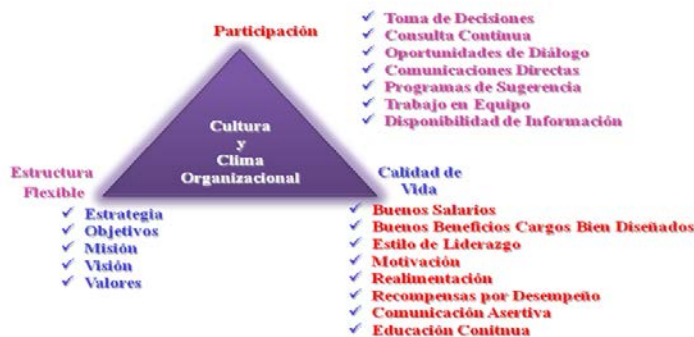 Participación
Toma de Decisiones
Consulta Continua
Oportunidades de Diálogo
Comunicaciones Directas
Programas de Sugerencia
Trabajo en Equipo
Disponibilidad de Información
Cultura
y
Clima
Organizacional
Estructura
Flexible
Estrategia
Objetivos
Misión
Visión
Valores
Calidad de
Vida
Buenos Salarios
Buenos Beneficios Cargos Bien Diseñados
Estilo de Liderazgo
Motivación
Realimentación
Recompensas por Desempeño
Comunicación Asertiva
Educación Conitnua